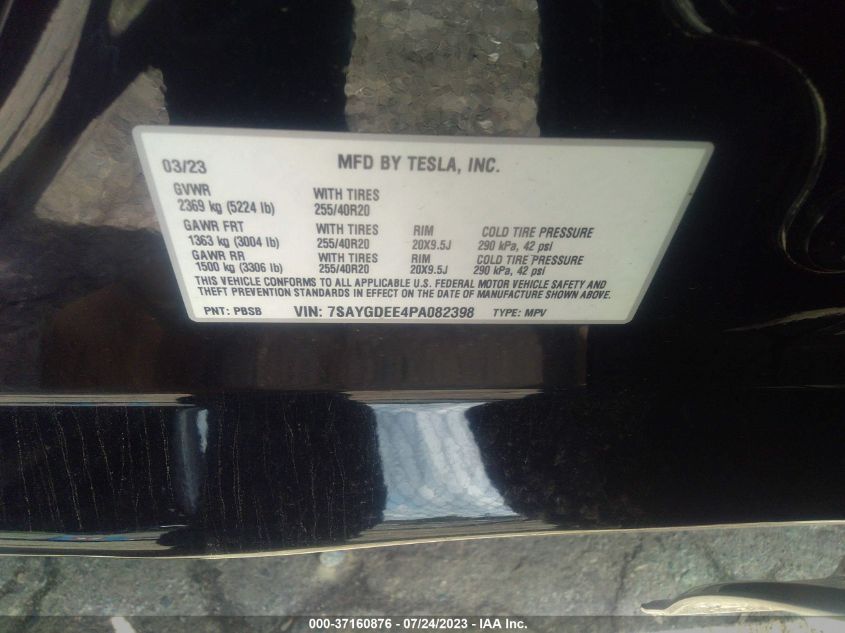 03/23 MFD BY TESLA, INC.
GVWR WITH TIRES
2369 kg (5224 lb) 255/40R20
GAWR FRT WITH TIRES RIM COLD TIRE PRESSURE
1363 kg (3004 lb) 255/40R20 20X9.5J 290 kPa, 42 psi
GAWR RR WITH TIRES RIM COLD TIRE PRESSURE
1500 kg (3306 lb) 255/40R20 20X9.5J 290 kPa, 42 psi
THIS VEHICLE CONFORMS TO ALL APPLICABLE U.S. FEDERAL MOTOR VEHICLE SAFETY AND
THEFT PREVENTION STANDARDS IN EFFECT ON THE DATE OF MANUFACTURE SHOWN ABOVE.
PNT: PBSB VIN: 7SAYGDEE4PA082398 TYPE: MPV
000-37160876 / 07/24/2023 - IAA Inc.